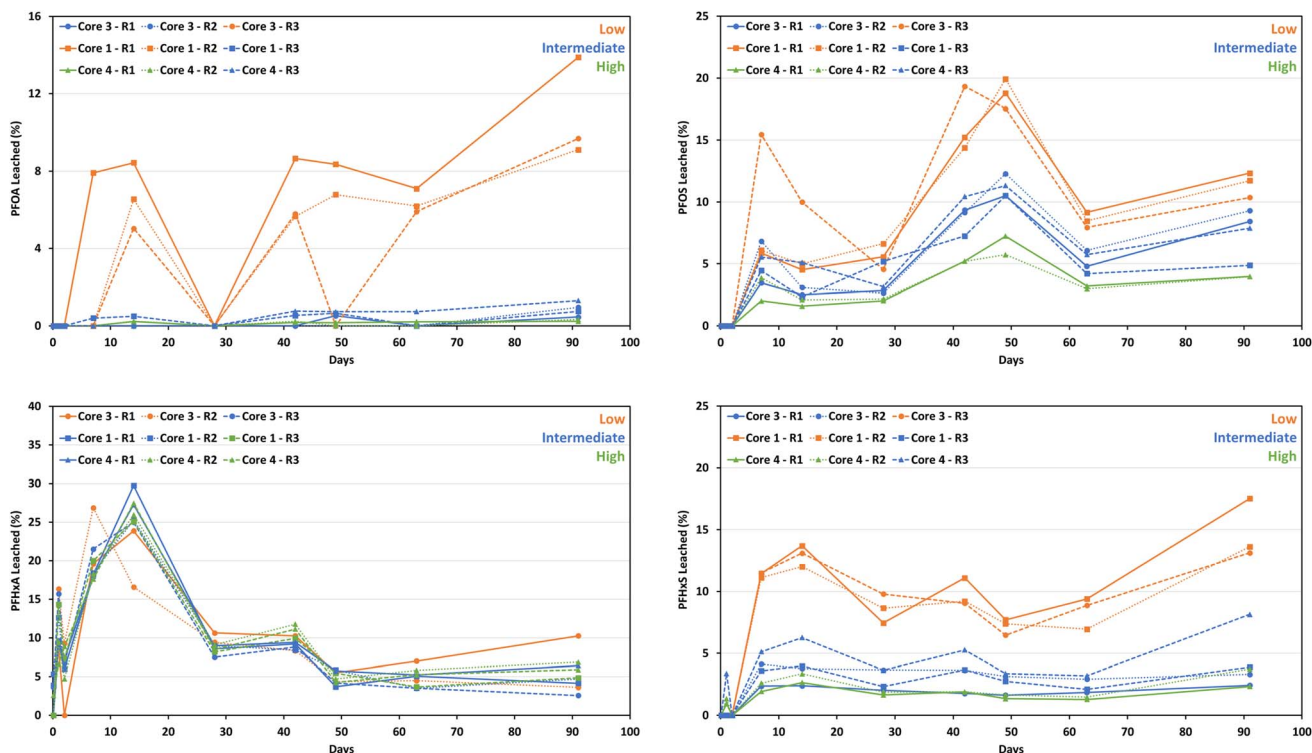 16
12
8
4
0
PFOA Leached (%)
Core 3 - R1 Core 3 - R2 Core 3 - R3
Core 1 - R1 Core 1 - R2 Core 1 - R3
Core 4 - R1 Core 4 - R2 Core 4 - R3
Low
Intermediate
High
0 10 20 30 40 50 60 70 80 90 100
Days
25
20
15
10
5
0
PFOS Leached (%)
Core 3 - R1 Core 3 - R2 Core 3 - R3
Core 1 - R1 Core 1 - R2 Core 1 - R3
Core 4 - R1 Core 4 - R2 Core 4 - R3
Low
Intermediate
High
0 10 20 30 40 50 60 70 80 90 100
Days
40
35
30
25
20
15
10
5
0
PFHxA Leached (%)
Core 3 - R1 Core 3 - R2 Core 3 - R3
Core 1 - R1 Core 1 - R2 Core 1 - R3
Core 4 - R1 Core 4 - R2 Core 4 - R3
Low
Intermediate
High
0 10 20 30 40 50 60 70 80 90 100
Days
25
20
15
10
5
0
PFHxS Leached (%)
Core 3 - R1 Core 3 - R2 Core 3 - R3
Core 1 - R1 Core 1 - R2 Core 1 - R3
Core 4 - R1 Core 4 - R2 Core 4 - R3
Low
Intermediate
High
0 10 20 30 40 50 60 70 80 90 100
Days